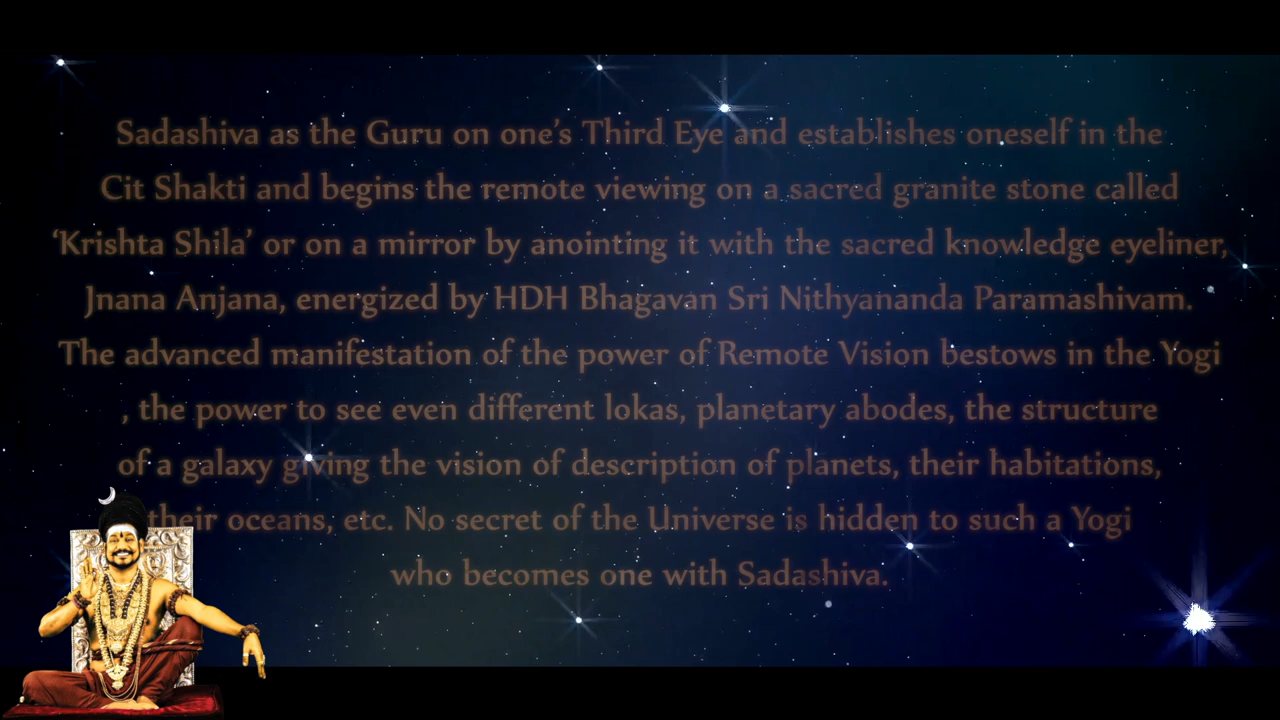 Sadashiva as the Guru on one’s Third Eye and establishes oneself in the
Cit Shakti and begins the remote viewing on a sacred granite stone called
‘Krishta Shila’ or on a mirror by anointing it with the sacred knowledge eyeliner,
Jnana Anjana, energized by HDH Bhagavan Sri Nithyananda Paramashivam.
The advanced manifestation of the power of Remote Vision bestows in the Yogi
, the power to see even different lokas, planetary abodes, the structure
of a galaxy giving the vision of description of planets, their habitations,
their oceans, etc. No secret of the Universe is hidden to such a Yogi
who becomes one with Sadashiva.